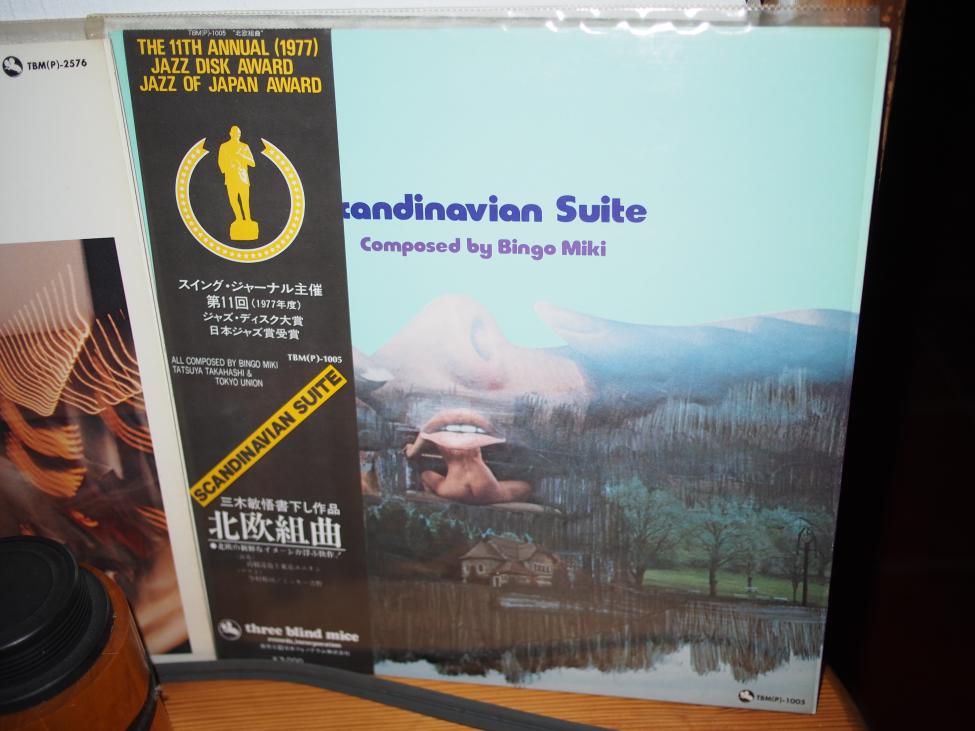 TBM(P)-2576
TBM(P)-1005 "北欧組曲"
THE 11TH ANNUAL (1977)
JAZZ DISK AWARD
JAZZ OF JAPAN AWARD
candinavian Suite
Composed by Bingo Miki
スイング・ジャーナル主催
第11回(1977年度)
ジャズ・ディスク大賞
日本ジャズ賞受賞
TBM(P)-1005
ALL COMPOSED BY BINGO MIKI
TATSUYA TAKAHASHI &
TOKYO UNION
SCANDINAVIAN SUITE
三木敏悟書下し作品
北欧組曲
three blind mice
records, incorporation
TBM(P)-1005